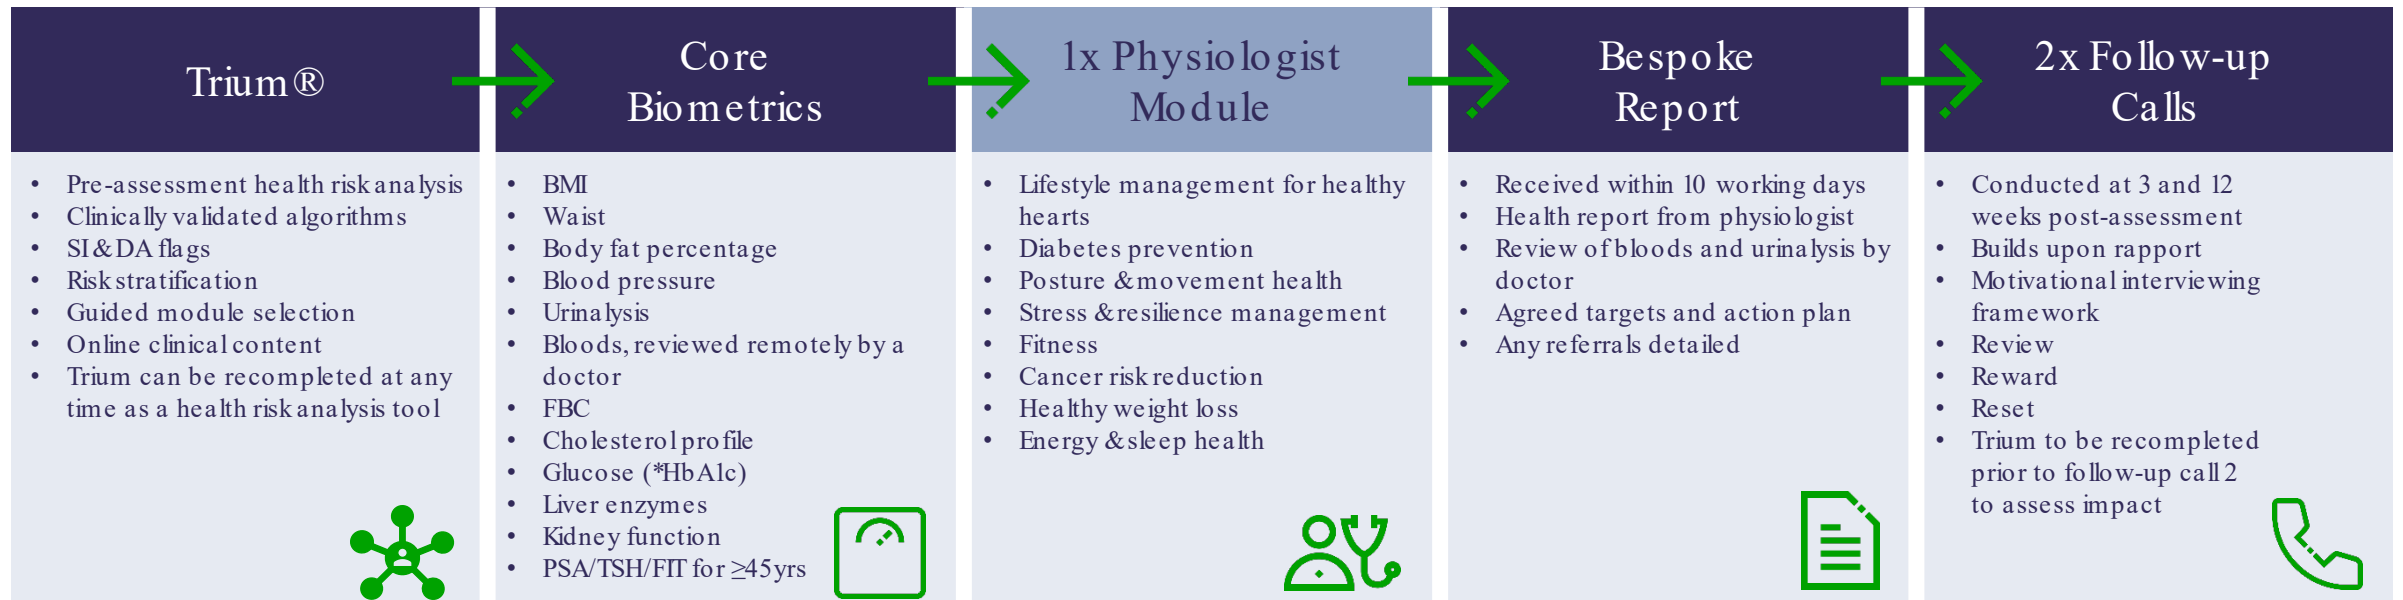 Trium®
• Pre-assessment health risk analysis
• Clinically validated algorithms
• SI & DA flags
• Risk stratification
• Guided module selection
• Online clinical content
• Trium can be recompleted at any
time as a health risk analysis tool
Core
Biometrics
• BMI
• Waist
• Body fat percentage
• Blood pressure
• Urinalysis
• Bloods, reviewed remotely by a
doctor
• FBC
• Cholesterol profile
• Glucose (*HbA1c)
• Liver enzymes
• Kidney function
• PSA/TSH/FIT for ≥45yrs
1x Physiologist
Module
• Lifestyle management for healthy
hearts
• Diabetes prevention
• Posture & movement health
• Stress & resilience management
• Fitness
• Cancer risk reduction
• Healthy weight loss
• Energy & sleep health
Bespoke
Report
• Received within 10 working days
• Health report from physiologist
• Review of bloods and urinalysis by
doctor
• Agreed targets and action plan
• Any referrals detailed
2x Follow-up
Calls
• Conducted at 3 and 12
weeks post-assessment
• Builds upon rapport
• Motivational interviewing
framework
• Review
• Reward
• Reset
• Trium to be recompleted
prior to follow-up call 2
to assess impact